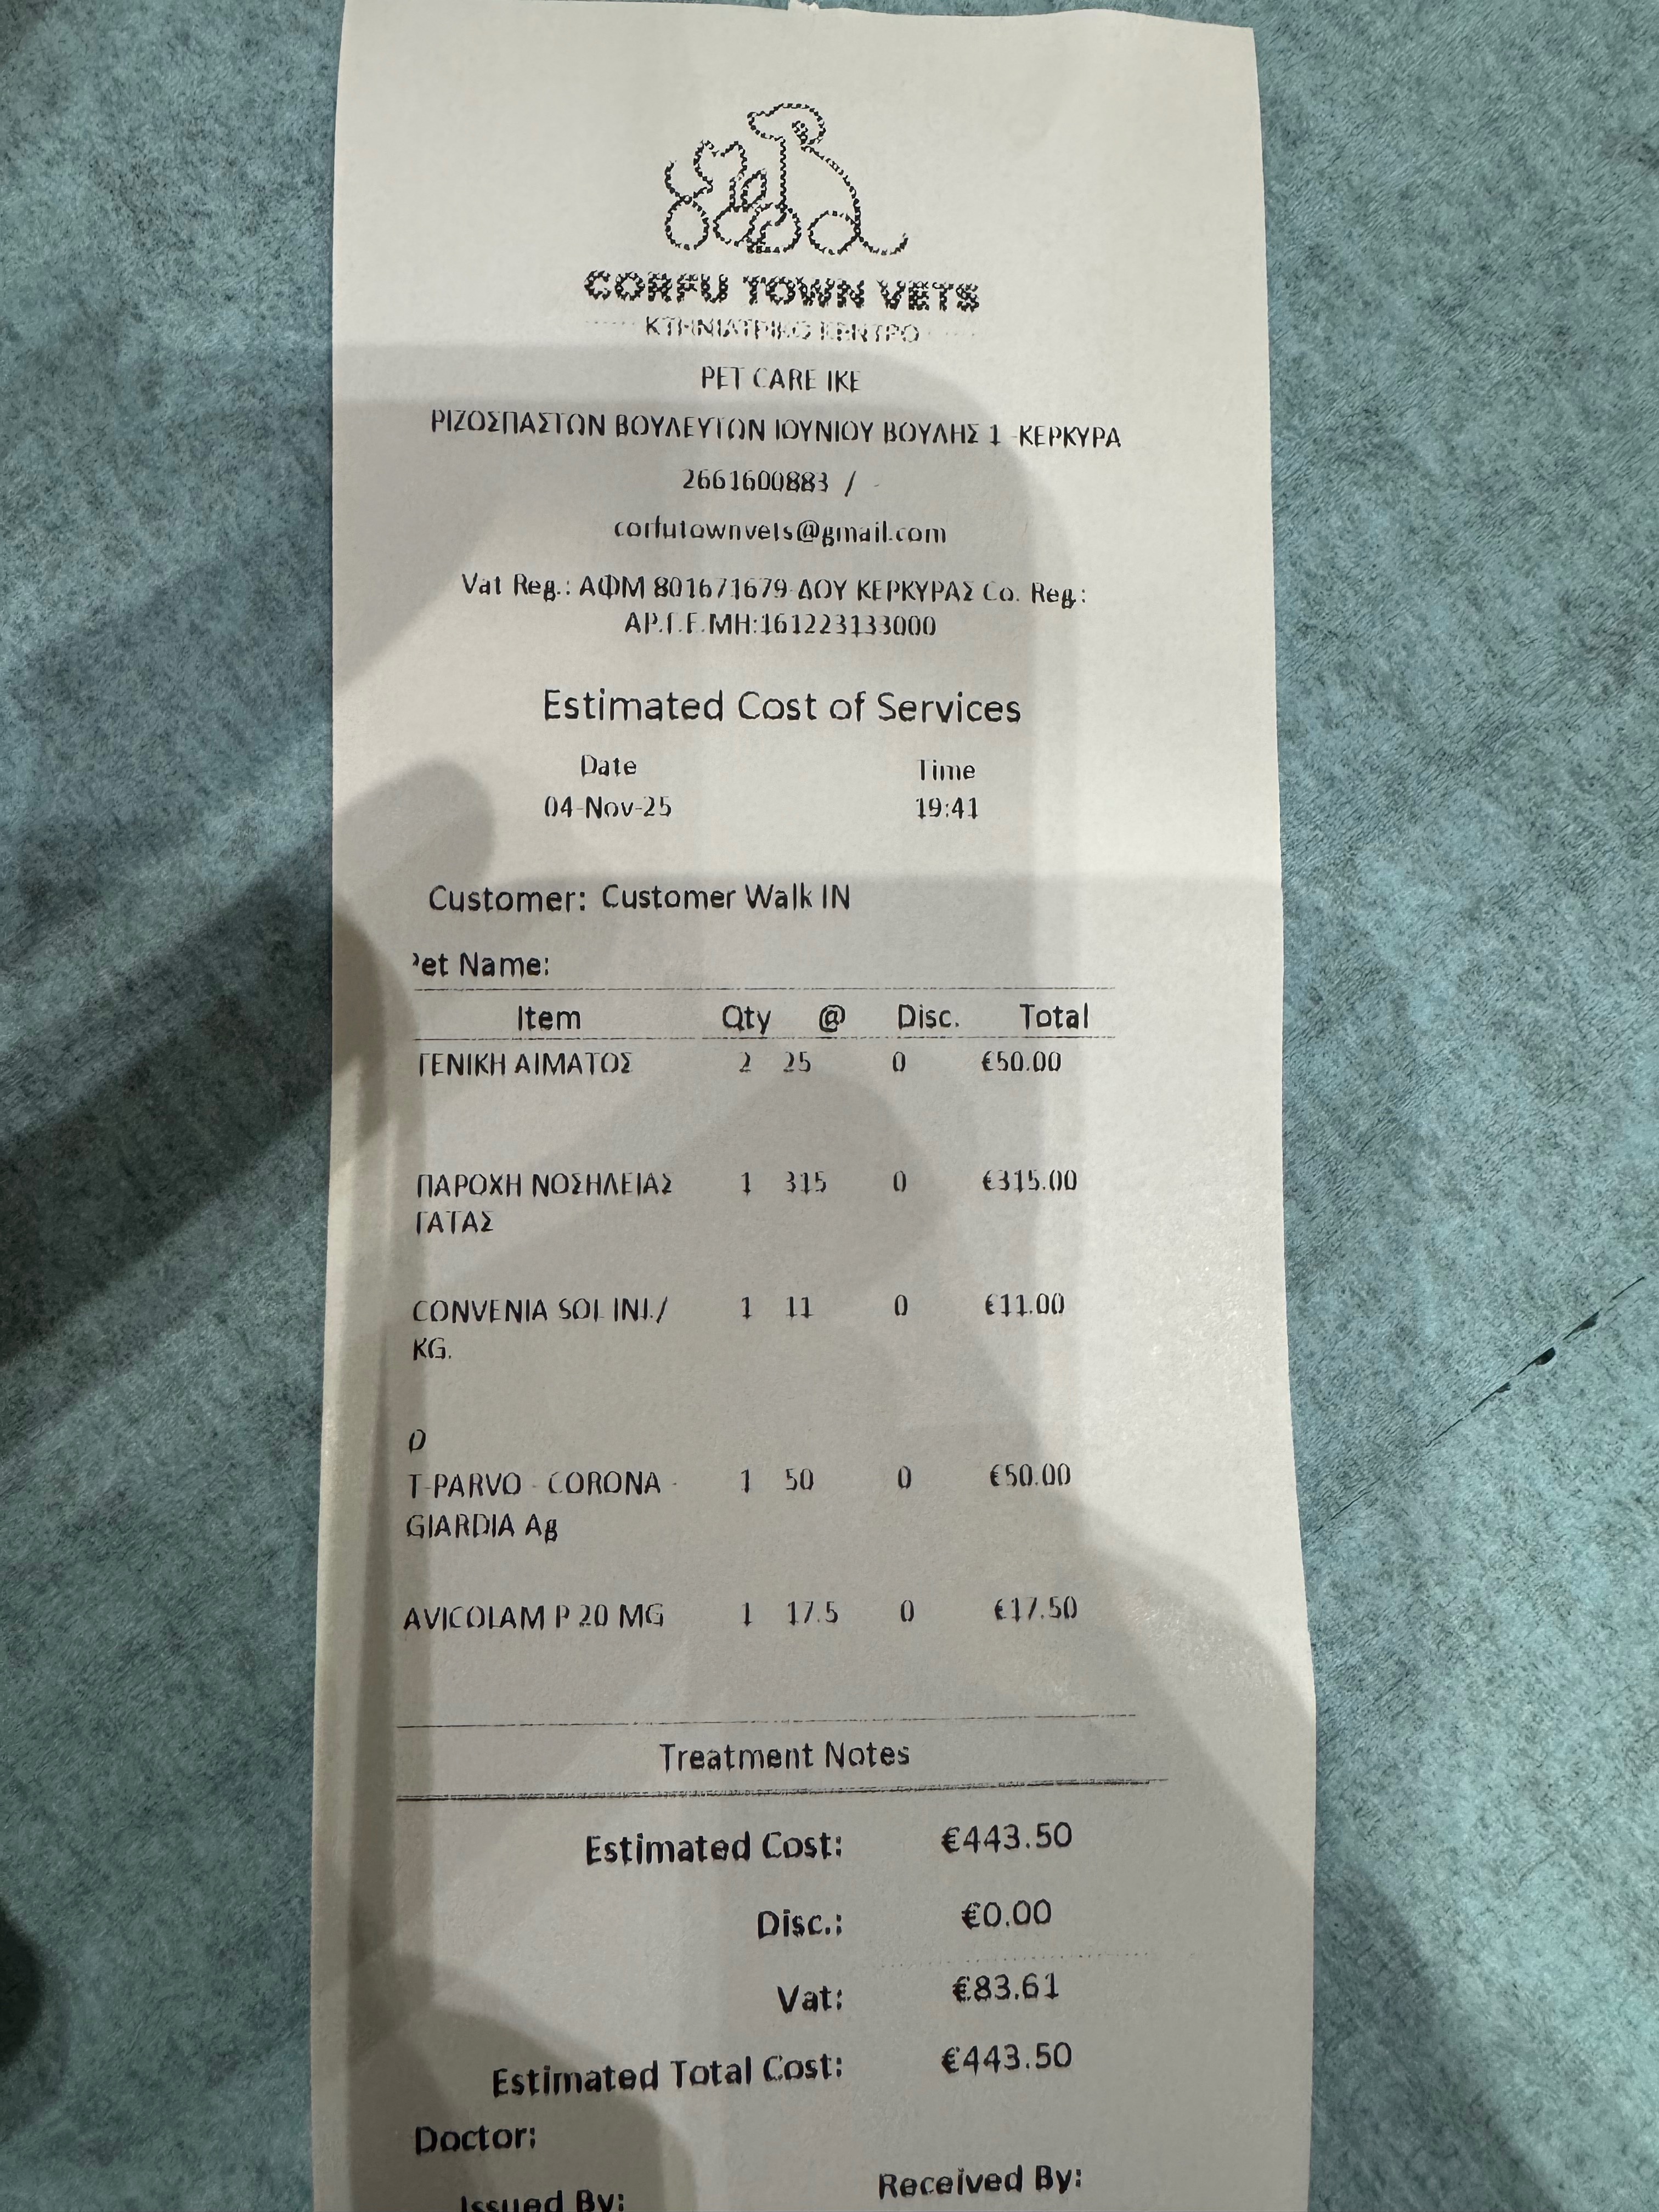 CORFU TOWN VETS
ΚΤΗΝΙΑΤΡΙΚΟ ΚΕΝΤΡΟ
PET CARE IKE
ΡΙΖΟΣΠΑΣΤΩΝ ΒΟΥΛΕΥΤΩΝ ΙΟΥΝΙΟΥ ΒΟΥΛΗΣ 1 -ΚΕΡΚΥΡΑ
2661600883 / -
corfutownvets@gmail.com
Vat Reg.: ΑΦΜ 801671679 ΔΟΥ ΚΕΡΚΥΡΑΣ Co. Reg.:
ΑΡ.Γ.Ε.ΜΗ:161223133000
Estimated Cost of Services
Date Time
04-Nov-25 19:41
Customer: Customer Walk IN
Pet Name:
Item Qty @ Disc. Total
ΓΕΝΙΚΗ ΑΙΜΑΤΟΣ 2 25 0 €50.00
ΠΑΡΟΧΗ ΝΟΣΗΛΕΙΑΣ 1 315 0 €315.00
ΓΑΤΑΣ
CONVENIA SOL INJ./ 1 11 0 €11.00
KG.
T-PARVO - CORONA - 1 50 0 €50.00
GIARDIA Ag
AVICOLAM P 20 MG 1 17.5 0 €17.50
Treatment Notes
Estimated Cost: €443.50
Disc.: €0.00
Vat: €83.61
Estimated Total Cost: €443.50
Doctor:
Received By:
Issued By: